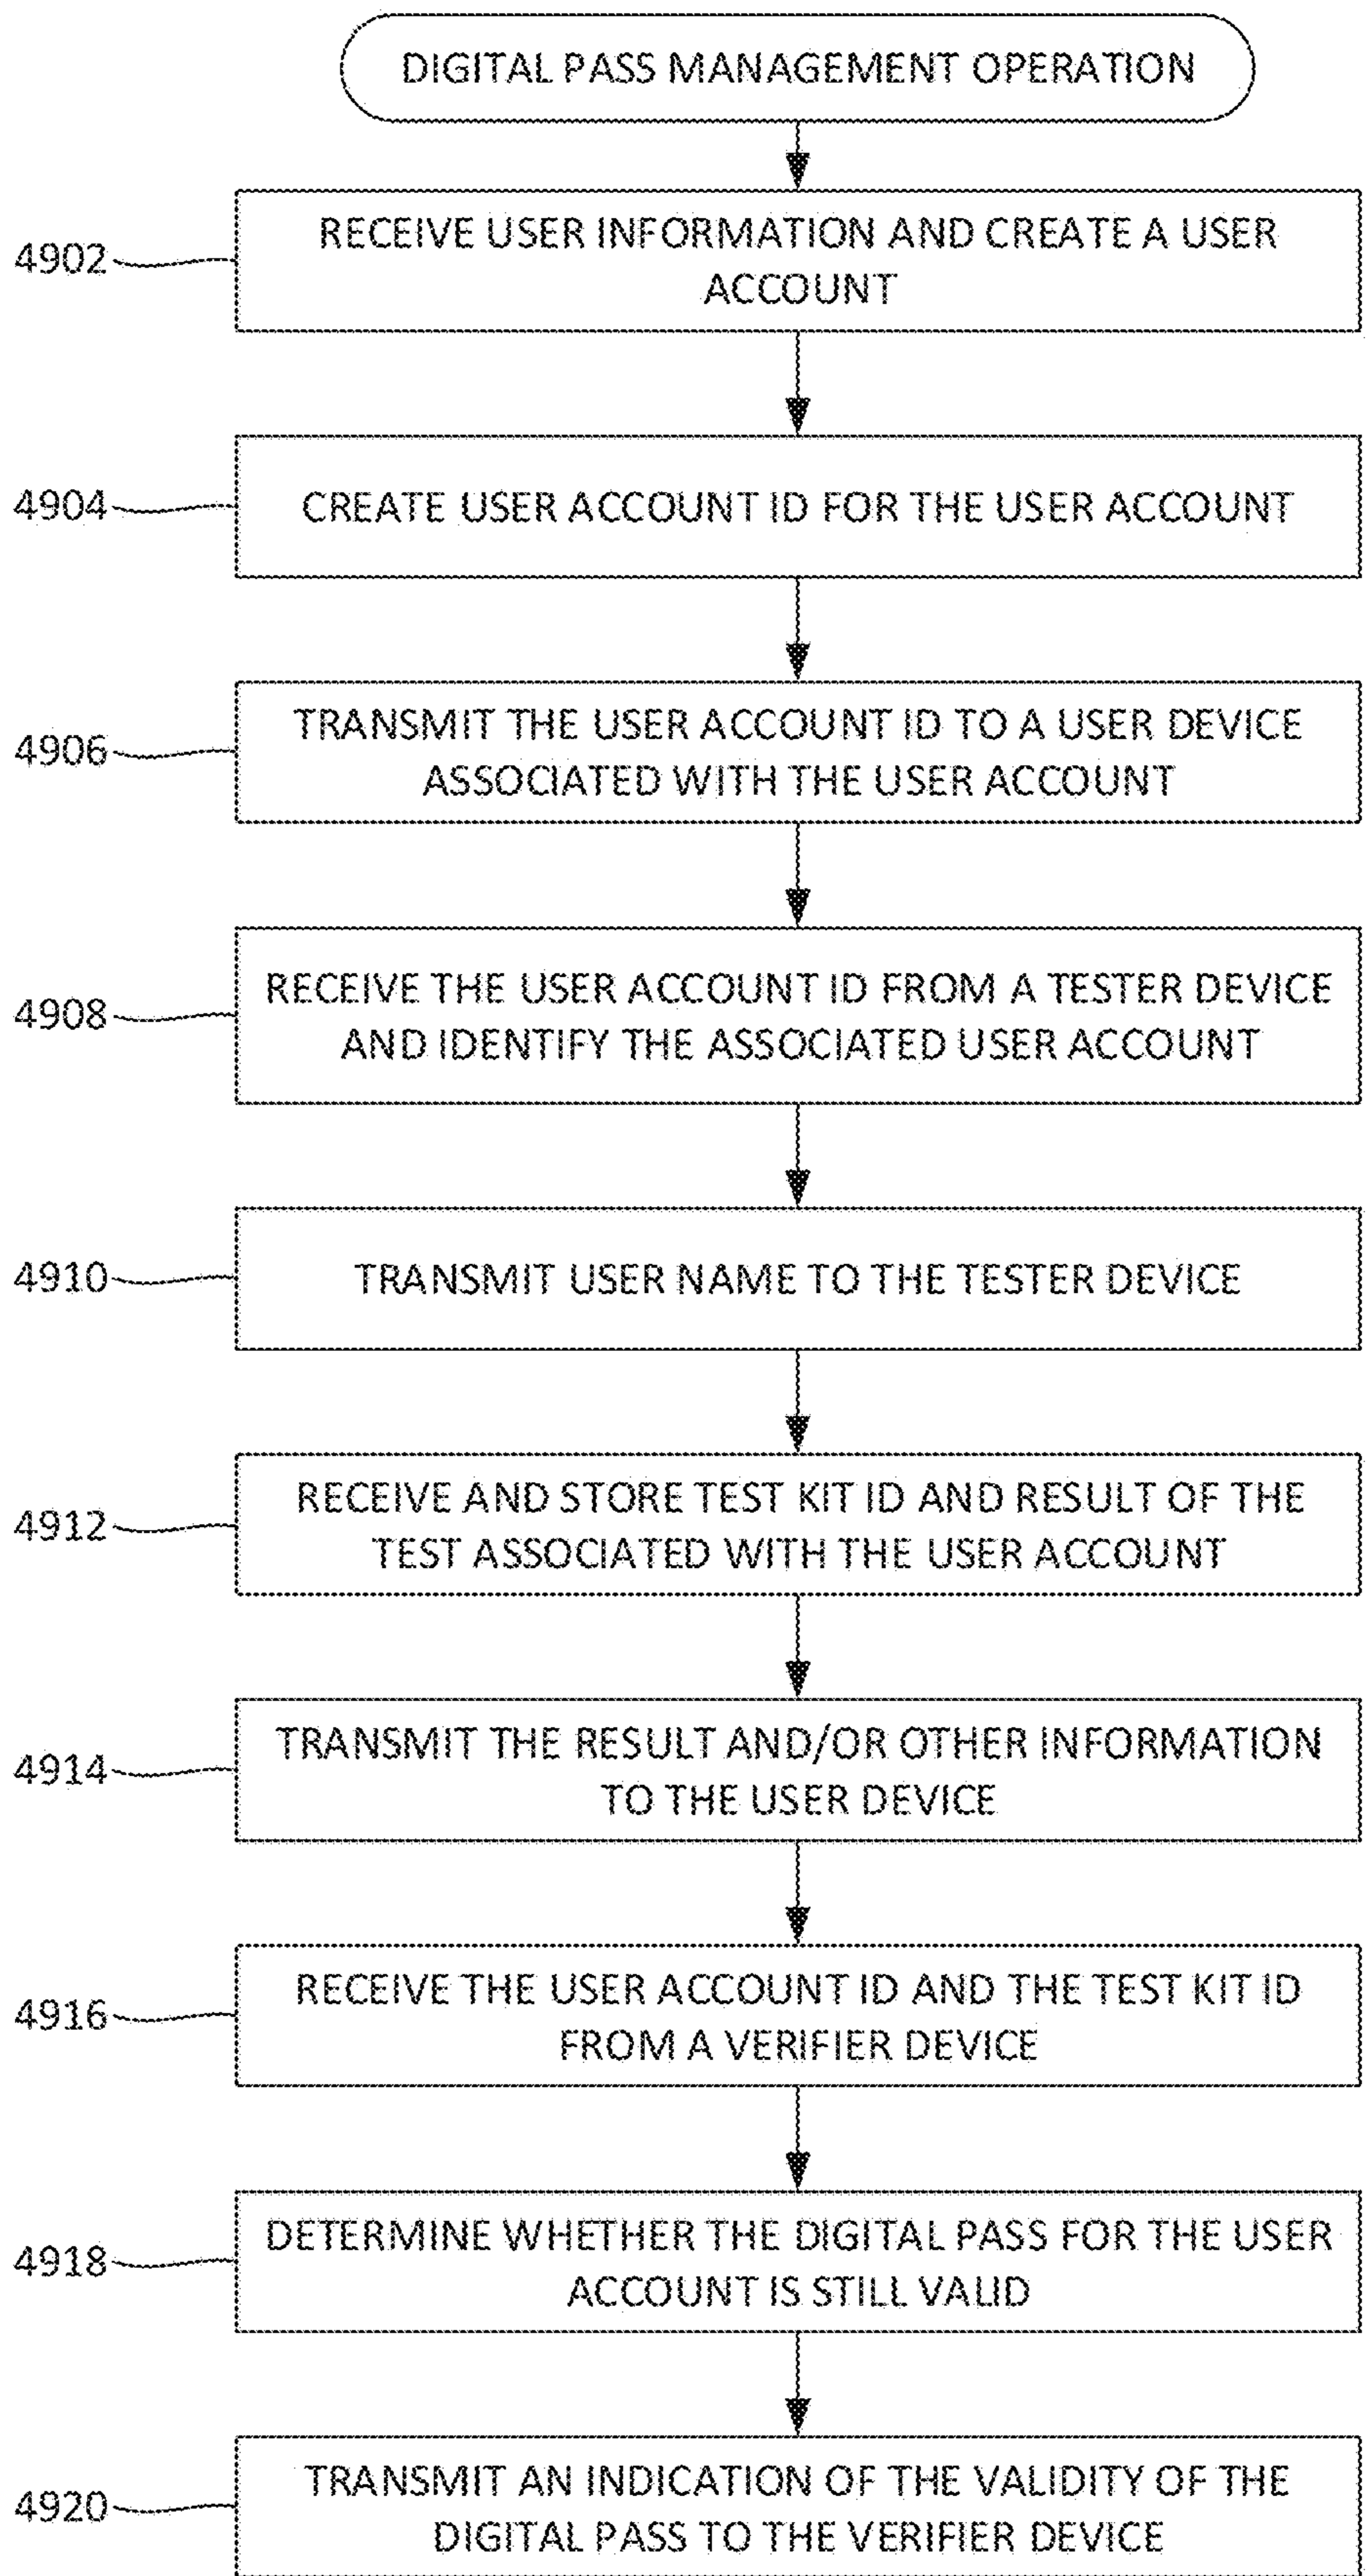 DIGITAL PASS MANAGEMENT OPERATION
4902
RECEIVE USER INFORMATION AND CREATE A USER
ACCOUNT
4904
CREATE USER ACCOUNT ID FOR THE USER ACCOUNT
4906
TRANSMIT THE USER ACCOUNT ID TO A USER DEVICE
ASSOCIATED WITH THE USER ACCOUNT
4908
RECEIVE THE USER ACCOUNT ID FROM A TESTER DEVICE
AND IDENTIFY THE ASSOCIATED USER ACCOUNT
4910
TRANSMIT USER NAME TO THE TESTER DEVICE
4912
RECEIVE AND STORE TEST KIT ID AND RESULT OF THE
TEST ASSOCIATED WITH THE USER ACCOUNT
4914
TRANSMIT THE RESULT AND/OR OTHER INFORMATION
TO THE USER DEVICE
4916
RECEIVE THE USER ACCOUNT ID AND THE TEST KIT ID
FROM A VERIFIER DEVICE
4918
DETERMINE WHETHER THE DIGITAL PASS FOR THE USER
ACCOUNT IS STILL VALID
4920
TRANSMIT AN INDICATION OF THE VALIDITY OF THE
DIGITAL PASS TO THE VERIFIER DEVICE